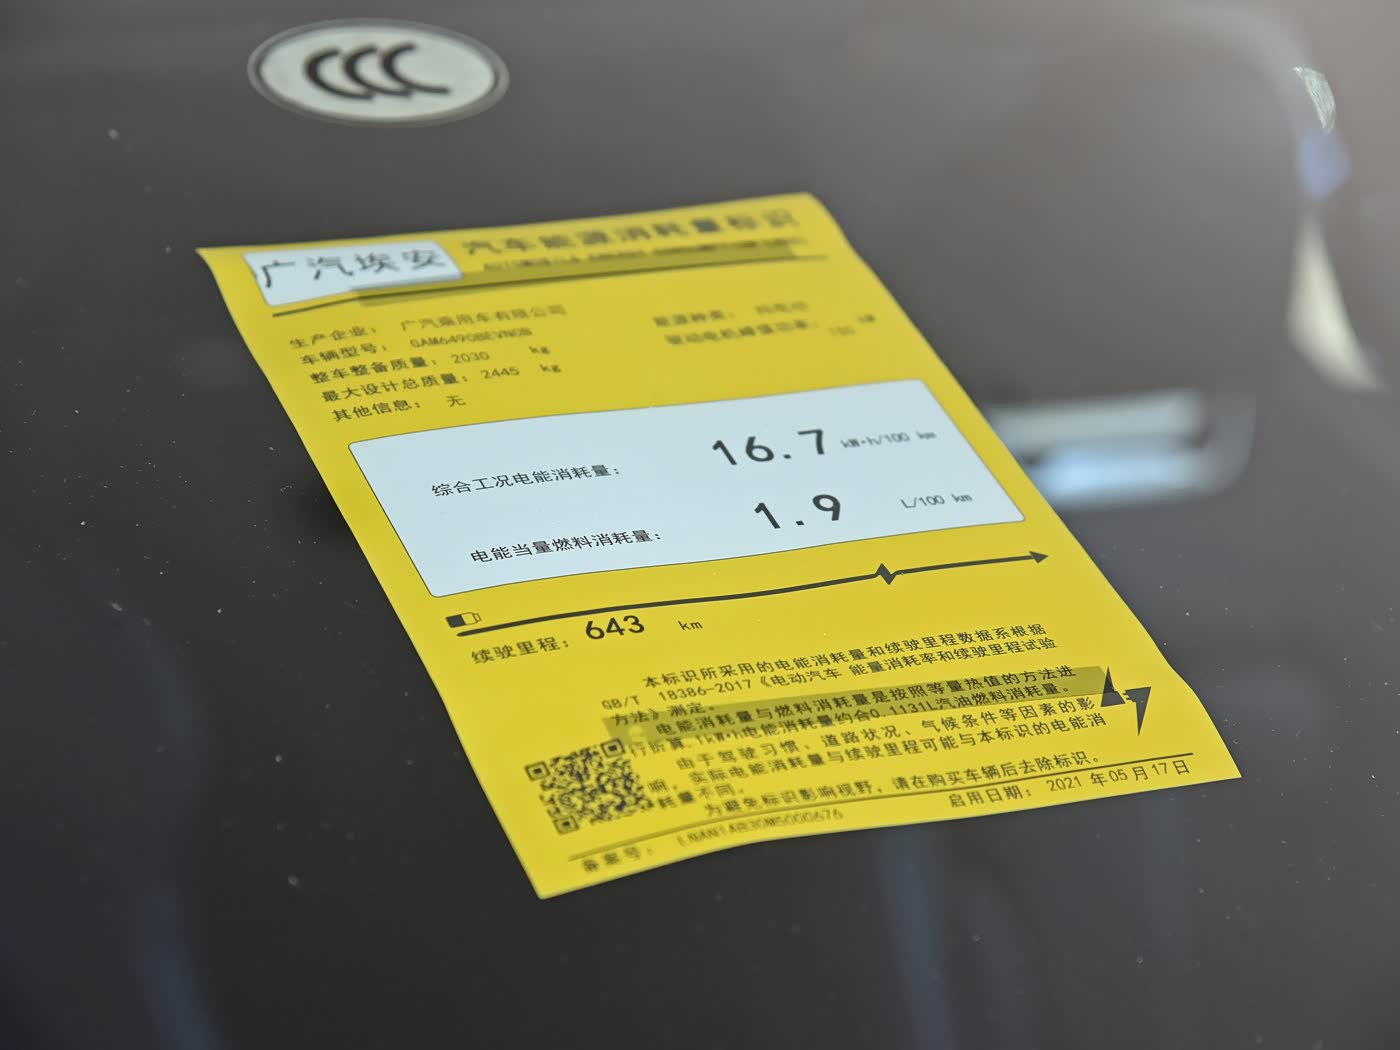 CCC
广汽埃安
汽车能源消耗量标识
生产企业： 广汽乘用车有限公司
车辆型号： GAM6490BEVN0B
整车整备质量：2030 kg
最大设计总质量：2445 kg
其他信息： 无
能源种类： 纯电动
驱动电机峰值功率： kW
综合工况电能消耗量： 16.7 kW·h/100 km
电能当量燃料消耗量： 1.9 L/100 km
续驶里程： 643 km
本标识所采用的电能消耗量和续驶里程数据系根据
GB/T 18386-2017《电动汽车 能量消耗率和续驶里程试验
方法》测定。
电能消耗量与燃料消耗量是按照等量热值的方法进
行折算，1kW·h电能消耗量约合0.1131L汽油燃料消耗量。
由于驾驶习惯、道路状况、气候条件等因素的影
响，实际电能消耗量与续驶里程可能与本标识的电能消
耗量不同。
为避免标识影响视野，请在购买车辆后去除标识。
备案号：
启用日期： 2021 年05月17日